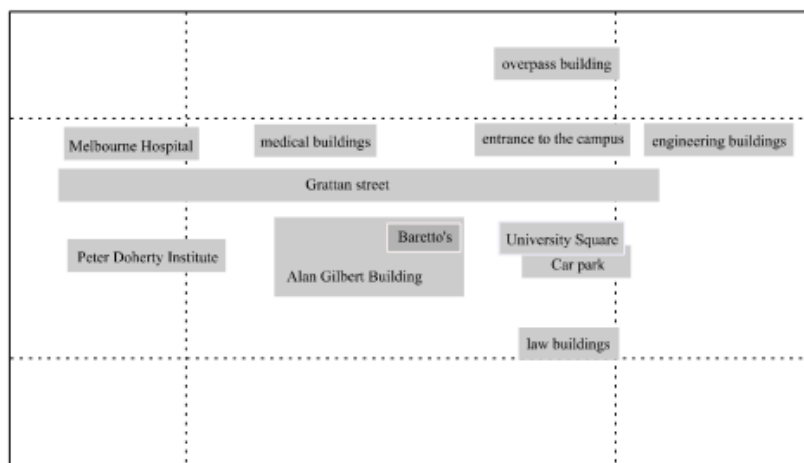 overpass building
Melbourne Hospital
medical buildings
entrance to the campus
engineering buildings
Grattan street
Baretto's
University Square
Peter Doherty Institute
Car park
Alan Gilbert Building
law buildings